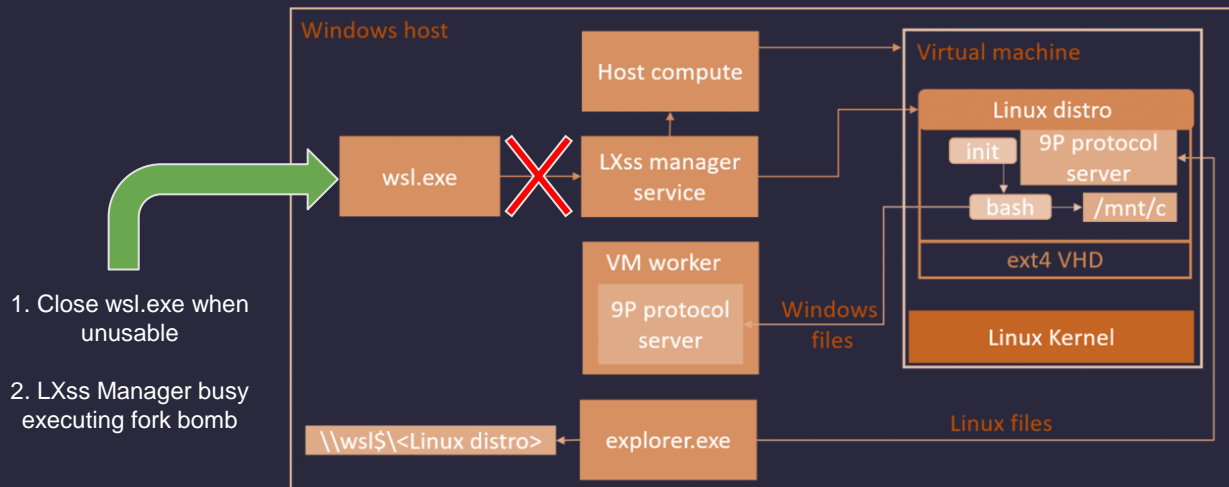 Windows host
Host compute
Virtual machine
Linux distro
init
9P protocol
server
bash
/mnt/c
ext4 VHD
Linux Kernel
wsl.exe
LXss manager
service
VM worker
9P protocol
server
Windows
files
1. Close wsl.exe when
unusable
2. LXss Manager busy
executing fork bomb
\\wsl$\<Linux distro>
explorer.exe
Linux files